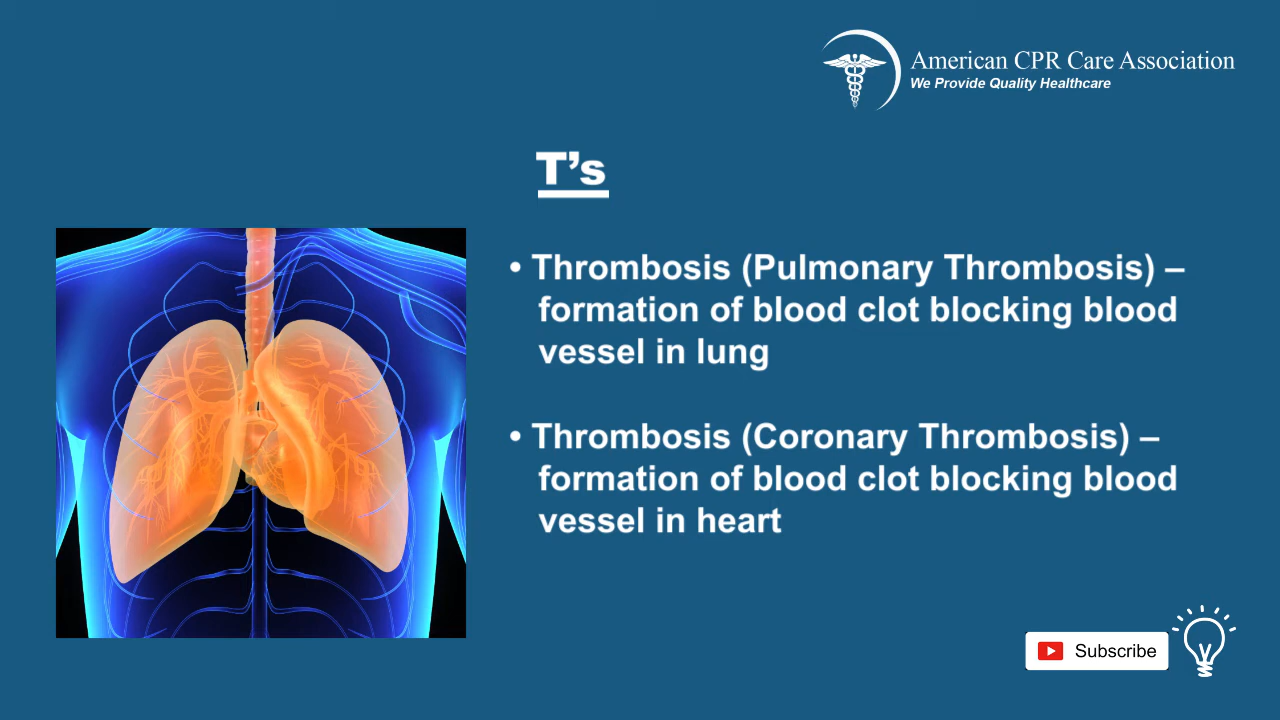 American CPR Care Association
We Provide Quality Healthcare
T’s
• Thrombosis (Pulmonary Thrombosis) –
formation of blood clot blocking blood
vessel in lung
• Thrombosis (Coronary Thrombosis) –
formation of blood clot blocking blood
vessel in heart
Subscribe